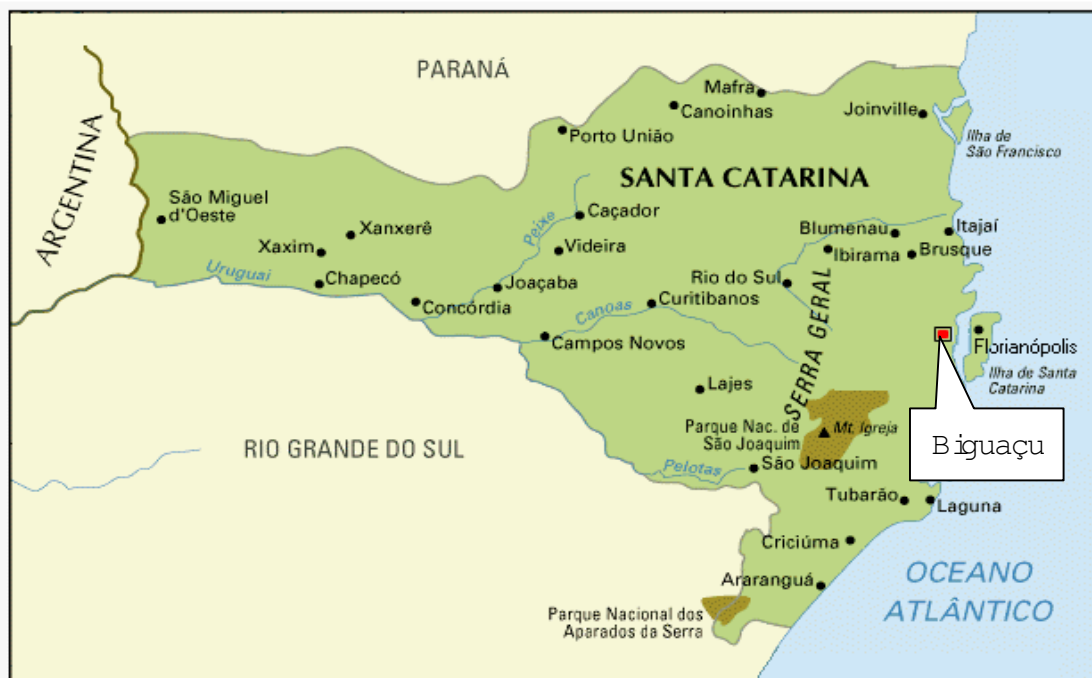 PARANÁ
Mafra
Canoinhas
Joinville
Porto União
Ilha de
São Francisco
ARGENTINA
SANTA CATARINA
São Miguel
d'Oeste
Peixe
Caçador
Xanxerê
Xaxim
Videira
Blumenau
Itajaí
Ibirama
Brusque
Uruguai
Chapecó
Joaçaba
Rio do Sul
Concórdia
Canoas
Curitibanos
SERRA GERAL
Campos Novos
Florianópolis
Ilha de Santa
Catarina
Lajes
Parque Nac. de
São Joaquim
Mt. Igreja
Biguaçu
RIO GRANDE DO SUL
Pelotas
São Joaquim
Tubarão
Laguna
Criciúma
Araranguá
OCEANO
ATLÂNTICO
Parque Nacional dos
Aparados da Serra